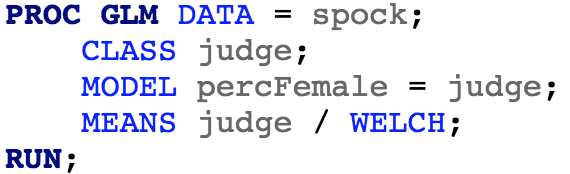 PROC GLM DATA = spock;
CLASS judge;
MODEL percFemale = judge;
MEANS judge / WELCH;
RUN;